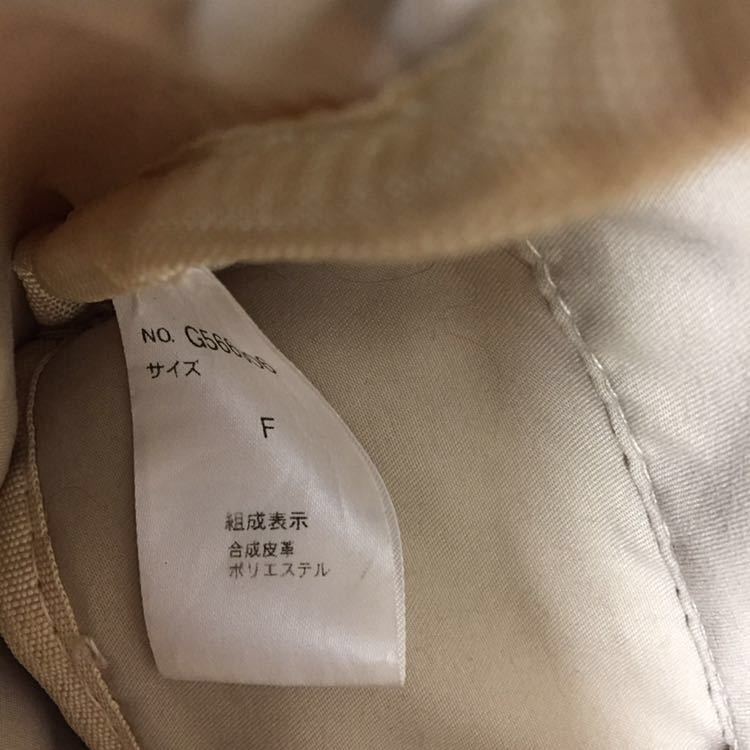 NO.
サイズ
F
組成表示
合成皮革
ポリエステル